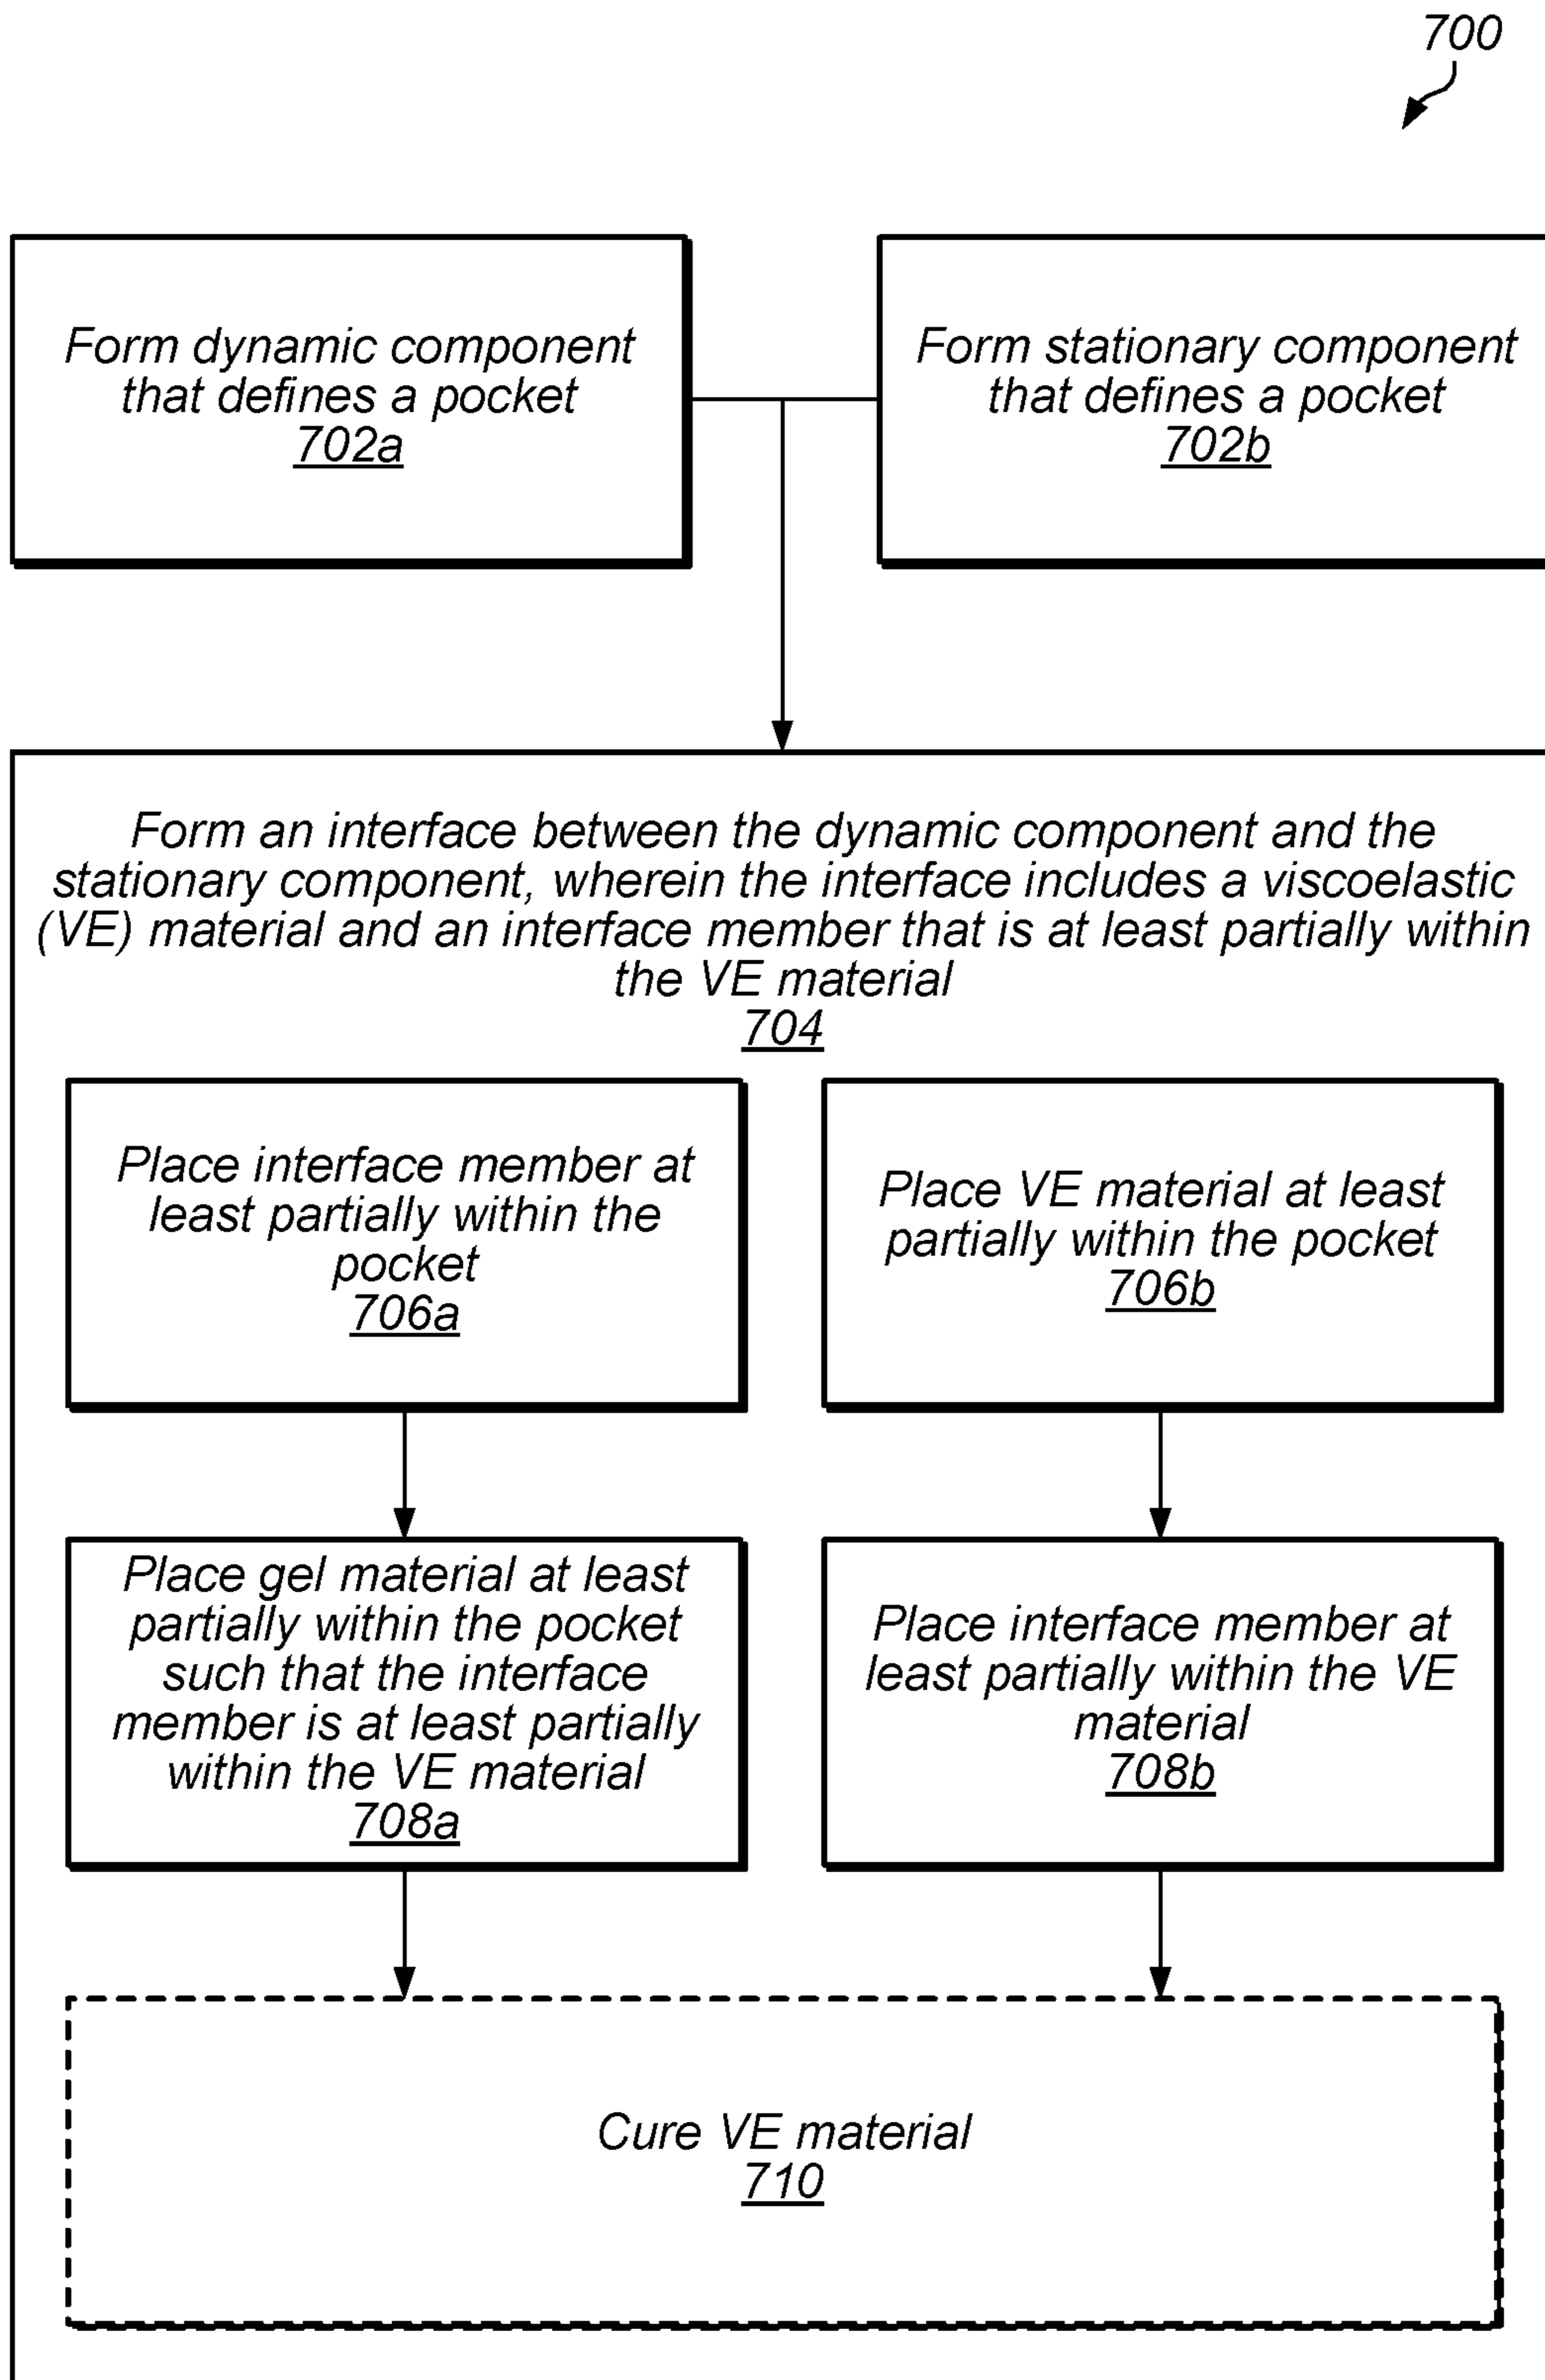 700
Form dynamic component
that defines a pocket
702a
Form stationary component
that defines a pocket
702b
Form an interface between the dynamic component and the
stationary component, wherein the interface includes a viscoelastic
(VE) material and an interface member that is at least partially within
the VE material
704
Place interface member at
least partially within the
pocket
706a
Place VE material at least
partially within the pocket
706b
Place gel material at least
partially within the pocket
such that the interface
member is at least partially
within the VE material
708a
Place interface member at
least partially within the VE
material
708b
Cure VE material
710